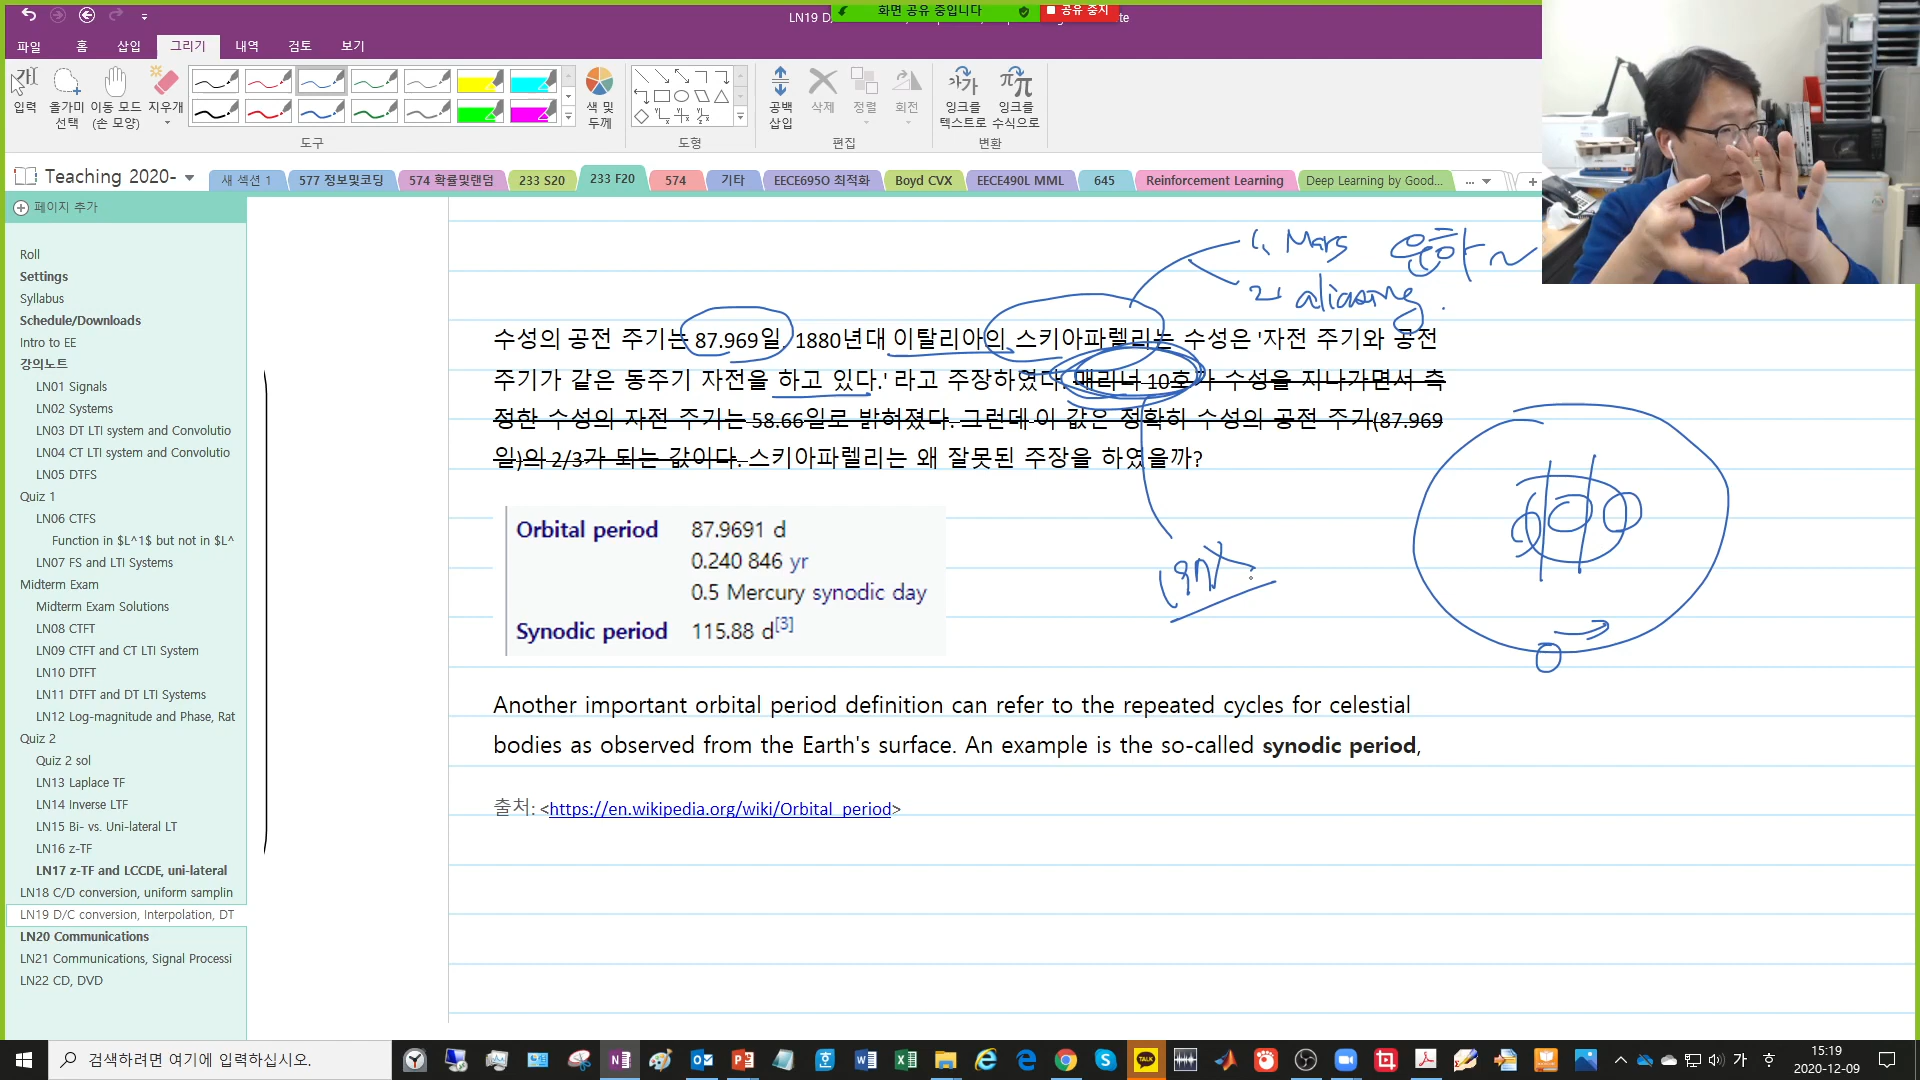 LN19 D/
화면 공유 중입니다
공유 중지
te
파일 홈 삽입 그리기 내역 검토 보기
입력 올가미 선택 이동 모드 (손 모양) 지우개 색 및 두께 공백 삽입 삭제 정렬 회전 잉크를 텍스트로 잉크를 수식으로
도구 도형 편집 변환
Teaching 2020- 새 섹션 1 577 정보및코딩 574 확률및랜덤 233 S20 233 F20 574 기타 EECE695O 최적화 Boyd CVX EECE490L MML 645 Reinforcement Learning Deep Learning by Good... ...
페이지 추가
Roll
Settings
Syllabus
Schedule/Downloads
Intro to EE
강의노트
LN01 Signals
LN02 Systems
LN03 DT LTI system and Convolutio
LN04 CT LTI system and Convolutio
LN05 DTFS
Quiz 1
LN06 CTFS
Function in $L^1$ but not in $L^
LN07 FS and LTI Systems
Midterm Exam
Midterm Exam Solutions
LN08 CTFT
LN09 CTFT and CT LTI System
LN10 DTFT
LN11 DTFT and DT LTI Systems
LN12 Log-magnitude and Phase, Rat
Quiz 2
Quiz 2 sol
LN13 Laplace TF
LN14 Inverse LTF
LN15 Bi- vs. Uni-lateral LT
LN16 z-TF
LN17 z-TF and LCCDE, uni-lateral
LN18 C/D conversion, uniform samplin
LN19 D/C conversion, Interpolation, DT
LN20 Communications
LN21 Communications, Signal Processi
LN22 CD, DVD
1. Mars 운하
2. aliasing.
수성의 공전 주기는 87.969일. 1880년대 이탈리아의 스키아파렐리는 수성은 '자전 주기와 공전
주기가 같은 동주기 자전을 하고 있다.' 라고 주장하였다. 매리너 10호가 수성을 지나가면서 측
정한 수성의 자전 주기는 58.66일로 밝혀졌다. 그런데 이 값은 정확히 수성의 공전 주기(87.969
일)의 2/3가 되는 값이다. 스키아파렐리는 왜 잘못된 주장을 하였을까?
Orbital period 87.9691 d
0.240 846 yr
0.5 Mercury synodic day
Synodic period 115.88 d[3]
Another important orbital period definition can refer to the repeated cycles for celestial
bodies as observed from the Earth's surface. An example is the so-called synodic period,
출처: <https://en.wikipedia.org/wiki/Orbital_period>
검색하려면 여기에 입력하십시오.
TALK
가
15:19
2020-12-09